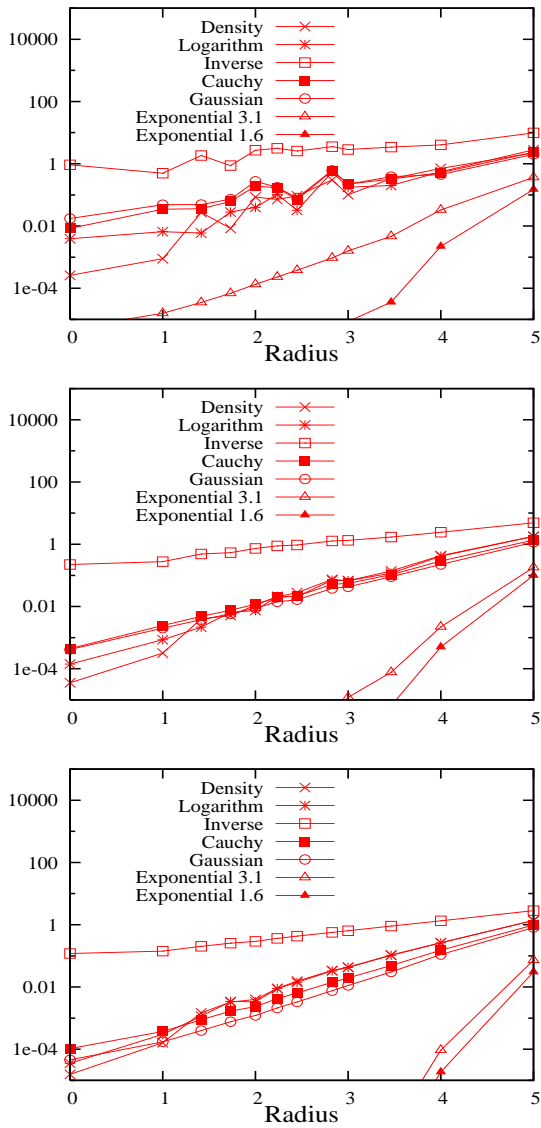 10000
100
1
0.01
1e-04
Density
Logarithm
Inverse
Cauchy
Gaussian
Exponential 3.1
Exponential 1.6
0 1 2 3 4 5
Radius
10000
100
1
0.01
1e-04
Density
Logarithm
Inverse
Cauchy
Gaussian
Exponential 3.1
Exponential 1.6
0 1 2 3 4 5
Radius
10000
100
1
0.01
1e-04
Density
Logarithm
Inverse
Cauchy
Gaussian
Exponential 3.1
Exponential 1.6
0 1 2 3 4 5
Radius